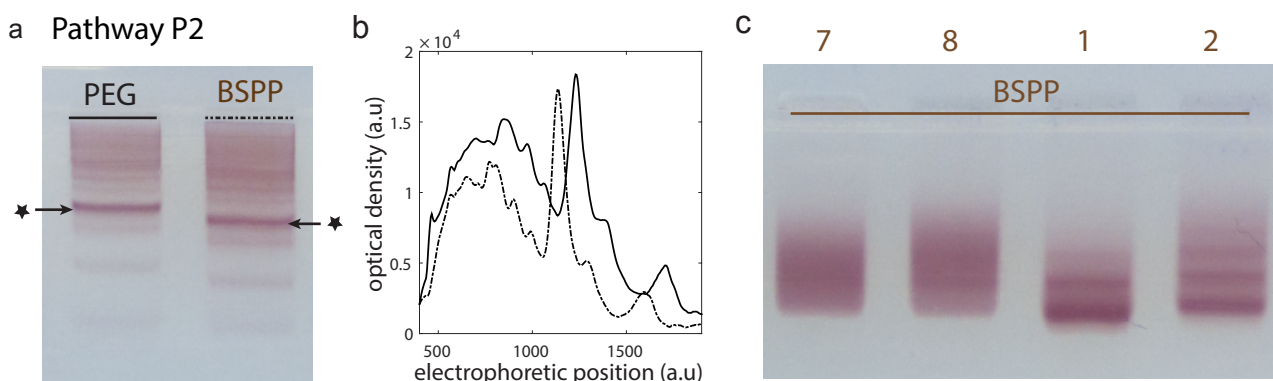 a Pathway P2
PEG
BSPP
b
×10⁴
2
1.5
1
0.5
0
500
1000
1500
optical density (a.u)
electrophoretic position (a.u)
c
7 8 1 2
BSPP